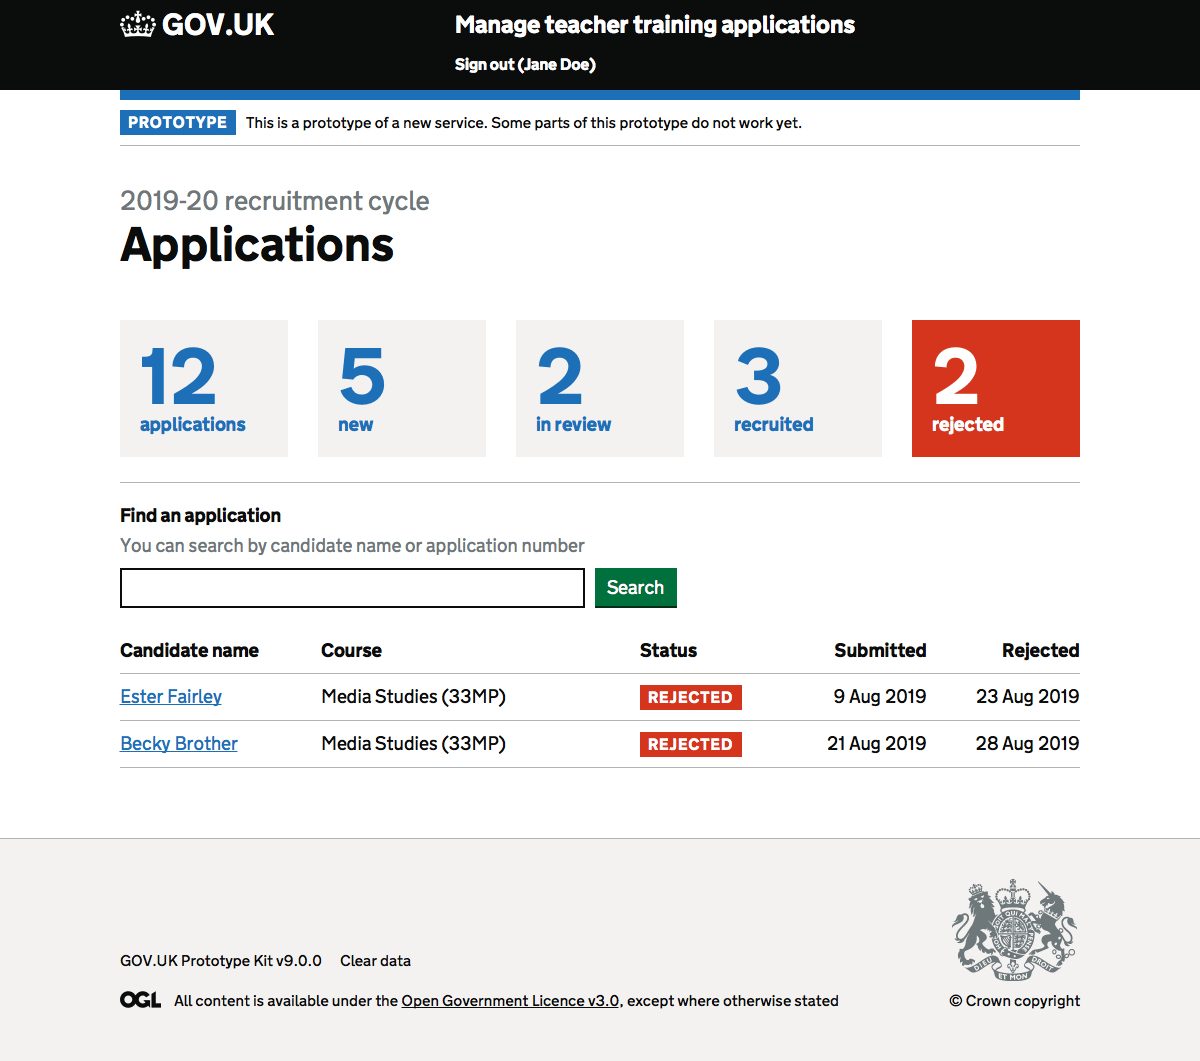 GOV.UK
Manage teacher training applications
Sign out (Jane Doe)
PROTOTYPE This is a prototype of a new service. Some parts of this prototype do not work yet.
2019-20 recruitment cycle
Applications
12 5 2 3 2
applications new in review recruited rejected
Find an application
You can search by candidate name or application number
Search
Candidate name Course Status Submitted Rejected
Ester Fairley Media Studies (33MP) REJECTED 9 Aug 2019 23 Aug 2019
Becky Brother Media Studies (33MP) REJECTED 21 Aug 2019 28 Aug 2019
DIEU ET MON DROIT
GOV.UK Prototype Kit v9.0.0 Clear data
OGL All content is available under the Open Government Licence v3.0, except where otherwise stated
© Crown copyright